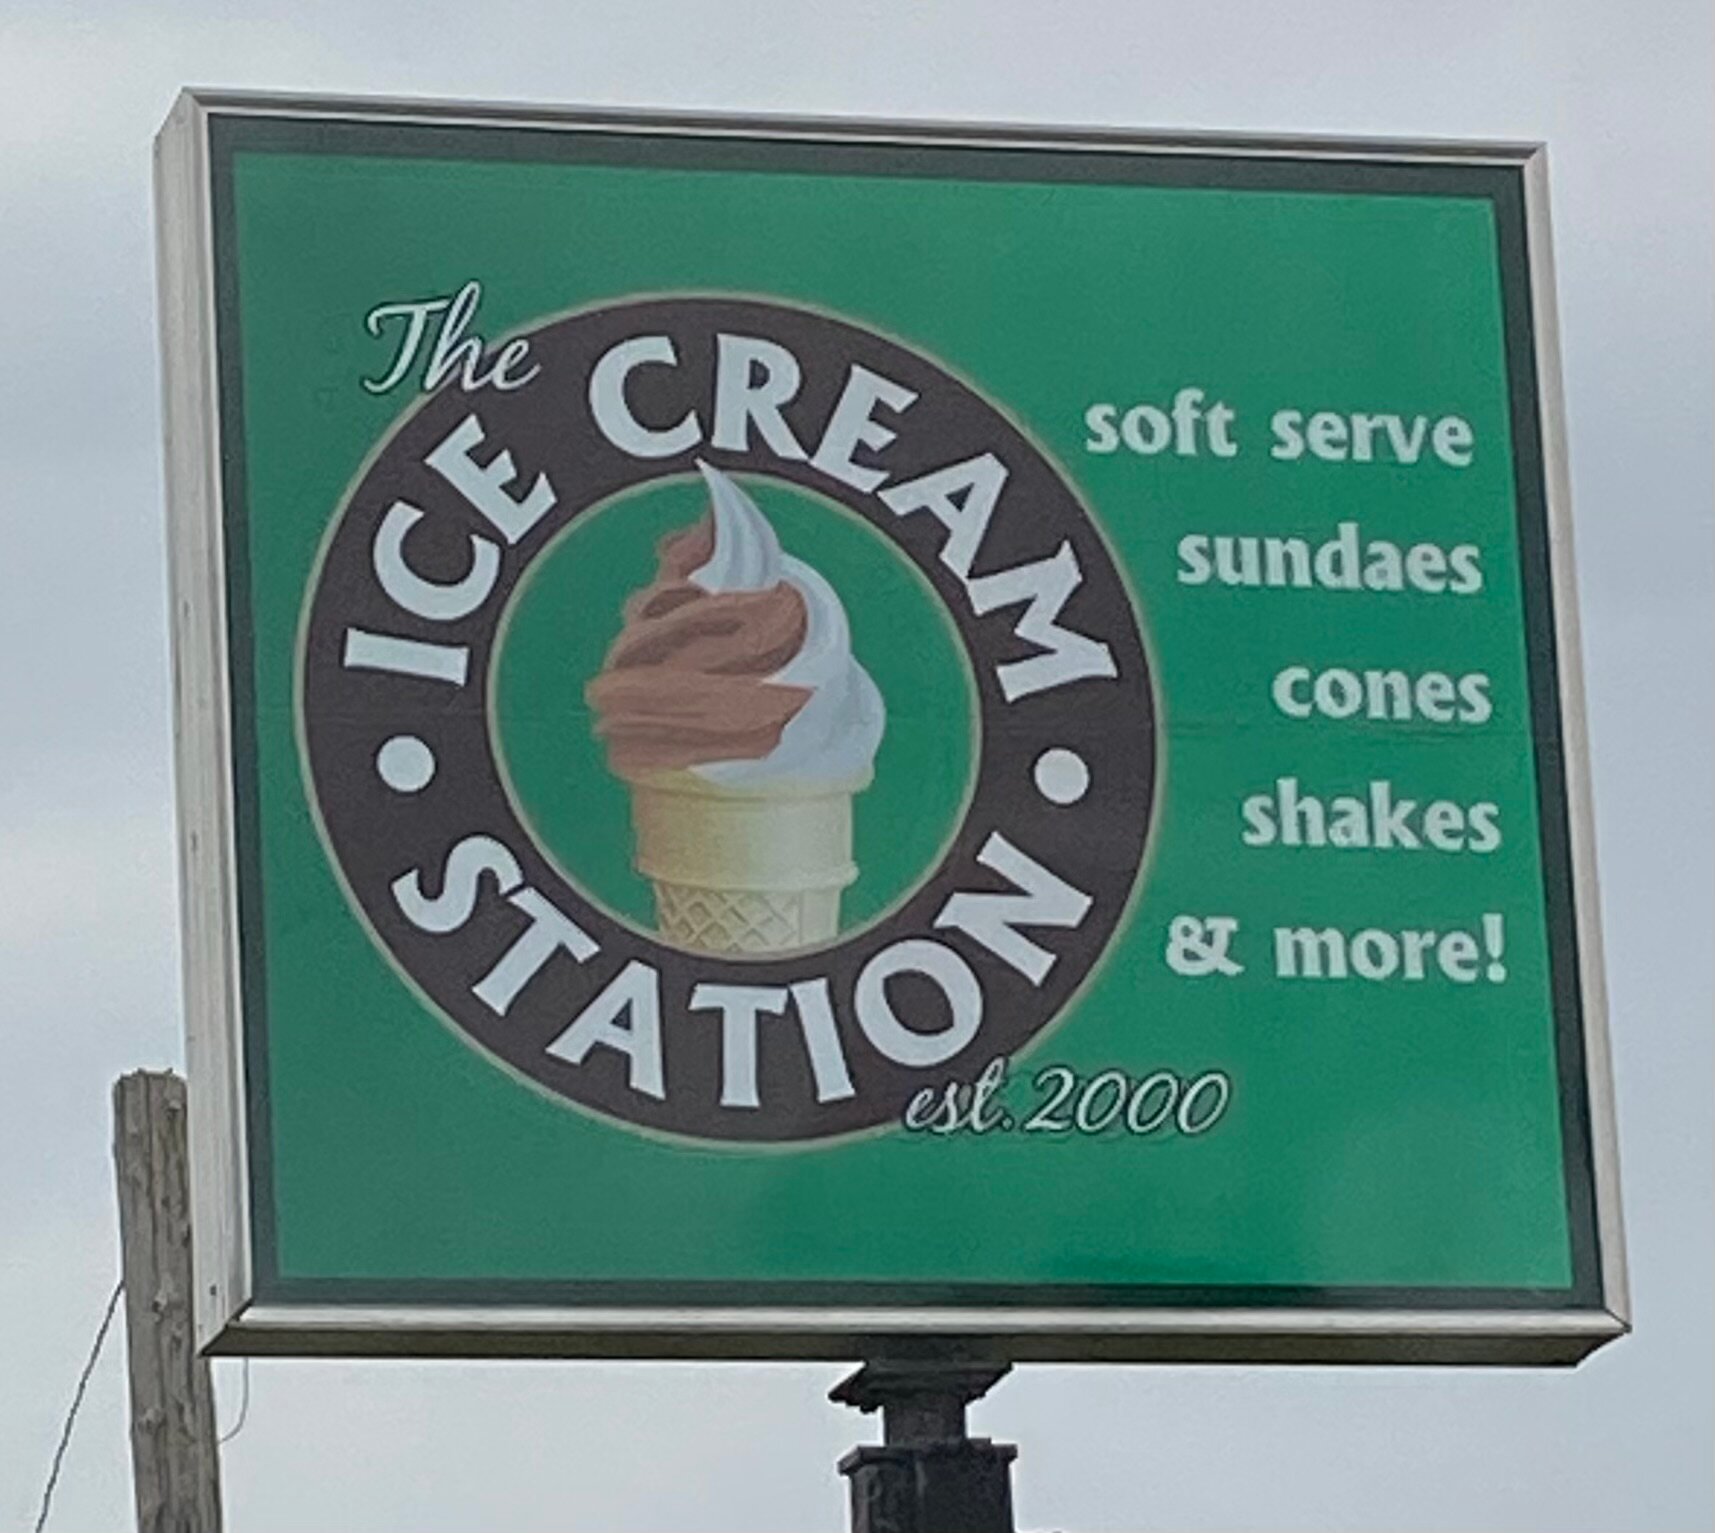 The
ICE CREAM
• STATION •
est. 2000
soft serve
sundaes
cones
shakes
& more!